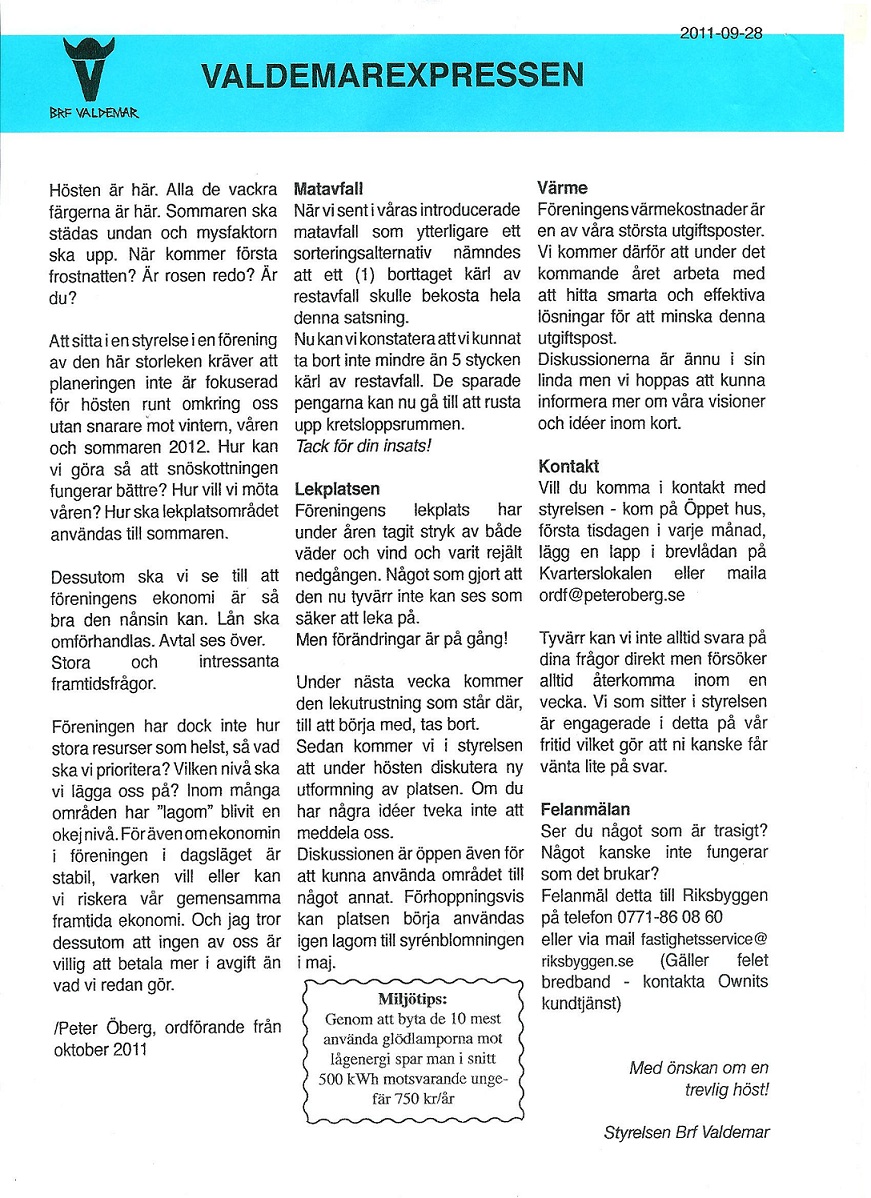 2011-09-28
BRF VALDEMAR
VALDEMAREXPRESSEN
Hösten är här. Alla de vackra
färgerna är här. Sommaren ska
städas undan och mysfaktorn
ska upp. När kommer första
frostnatten? Är rosen redo? Är
du?
Att sitta i en styrelse i en förening
av den här storleken kräver att
planeringen inte är fokuserad
för hösten runt omkring oss
utan snarare mot vintern, våren
och sommaren 2012. Hur kan
vi göra så att snöskottningen
fungerar bättre? Hur vill vi möta
våren? Hur ska lekplatsområdet
användas till sommaren.
Dessutom ska vi se till att
föreningens ekonomi är så
bra den nånsin kan. Lån ska
omförhandlas. Avtal ses över.
Stora och intressanta
framtidsfrågor.
Föreningen har dock inte hur
stora resurser som helst, så vad
ska vi prioritera? Vilken nivå ska
vi lägga oss på? Inom många
områden har ”lagom” blivit en
okej nivå. För även om ekonomin
i föreningen i dagsläget är
stabil, varken vill eller kan
vi riskera vår gemensamma
framtida ekonomi. Och jag tror
dessutom att ingen av oss är
villig att betala mer i avgift än
vad vi redan gör.
/Peter Öberg, ordförande från
oktober 2011
Matavfall
När vi sent i våras introducerade
matavfall som ytterligare ett
sorteringsalternativ nämndes
att ett (1) borttaget kärl av
restavfall skulle bekosta hela
denna satsning.
Nu kan vi konstatera att vi kunnat
ta bort inte mindre än 5 stycken
kärl av restavfall. De sparade
pengarna kan nu gå till att rusta
upp kretsloppsrummen.
Tack för din insats!
Lekplatsen
Föreningens lekplats har
under åren tagit stryk av både
väder och vind och varit rejält
nedgången. Något som gjort att
den nu tyvärr inte kan ses som
säker att leka på.
Men förändringar är på gång!
Under nästa vecka kommer
den lekutrustning som står där,
till att börja med, tas bort.
Sedan kommer vi i styrelsen
att under hösten diskutera ny
utformning av platsen. Om du
har några idéer tveka inte att
meddela oss.
Diskussionen är öppen även för
att kunna använda området till
något annat. Förhoppningsvis
kan platsen börja användas
igen lagom till syrénblomningen
i maj.
Miljötips:
Genom att byta de 10 mest
använda glödlamporna mot
lågenergi spar man i snitt
500 kWh motsvarande unge-
fär 750 kr/år
Värme
Föreningens värmekostnader är
en av våra största utgiftsposter.
Vi kommer därför att under det
kommande året arbeta med
att hitta smarta och effektiva
lösningar för att minska denna
utgiftspost.
Diskussionerna är ännu i sin
linda men vi hoppas att kunna
informera mer om våra visioner
och idéer inom kort.
Kontakt
Vill du komma i kontakt med
styrelsen - kom på Öppet hus,
första tisdagen i varje månad,
lägg en lapp i brevlådan på
Kvarterslokalen eller maila
ordf@peteroberg.se
Tyvärr kan vi inte alltid svara på
dina frågor direkt men försöker
alltid återkomma inom en
vecka. Vi som sitter i styrelsen
är engagerade i detta på vår
fritid vilket gör att ni kanske får
vänta lite på svar.
Felanmälan
Ser du något som är trasigt?
Något kanske inte fungerar
som det brukar?
Felanmäl detta till Riksbyggen
på telefon 0771-86 08 60
eller via mail fastighetsservice@
riksbyggen.se (Gäller felet
bredband - kontakta Ownits
kundtjänst)
Med önskan om en
trevlig höst!
Styrelsen Brf Valdemar